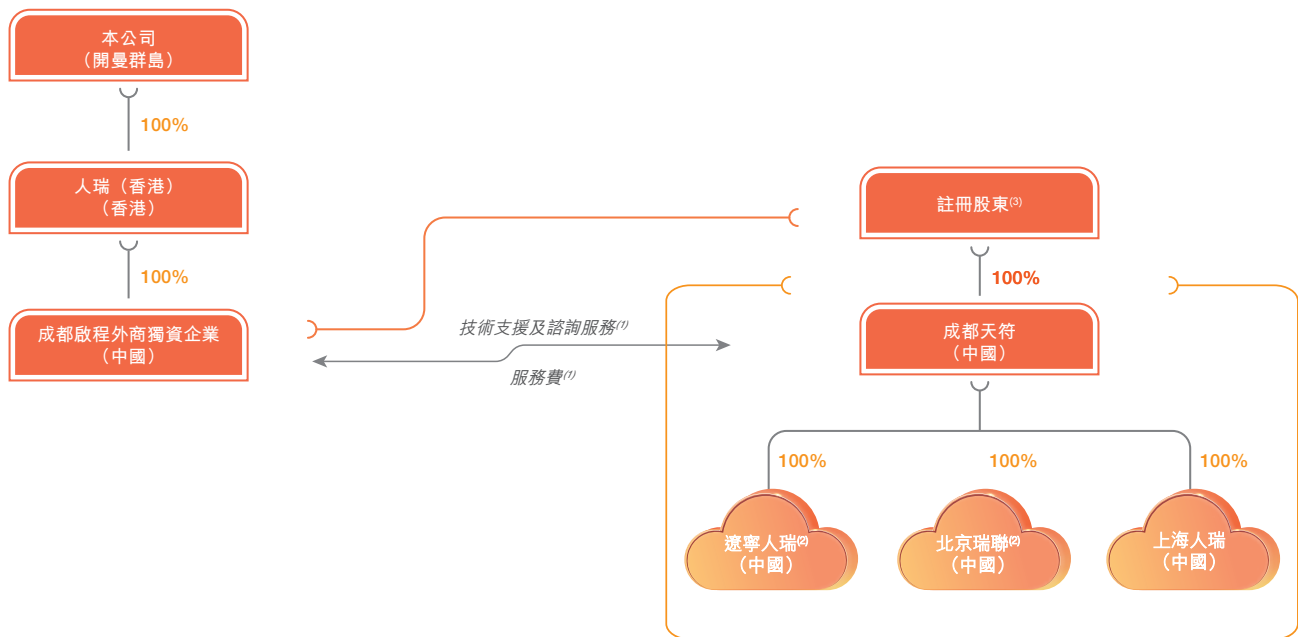 本公司
（開曼群島）
100%
人瑞（香港）
（香港）
100%
成都啟程外商獨資企業
（中國）
技術支援及諮詢服務(1)
服務費(1)
註冊股東(3)
100%
成都天符
（中國）
100%
100%
100%
遼寧人瑞(2)
（中國）
北京瑞聯(2)
（中國）
上海人瑞
（中國）